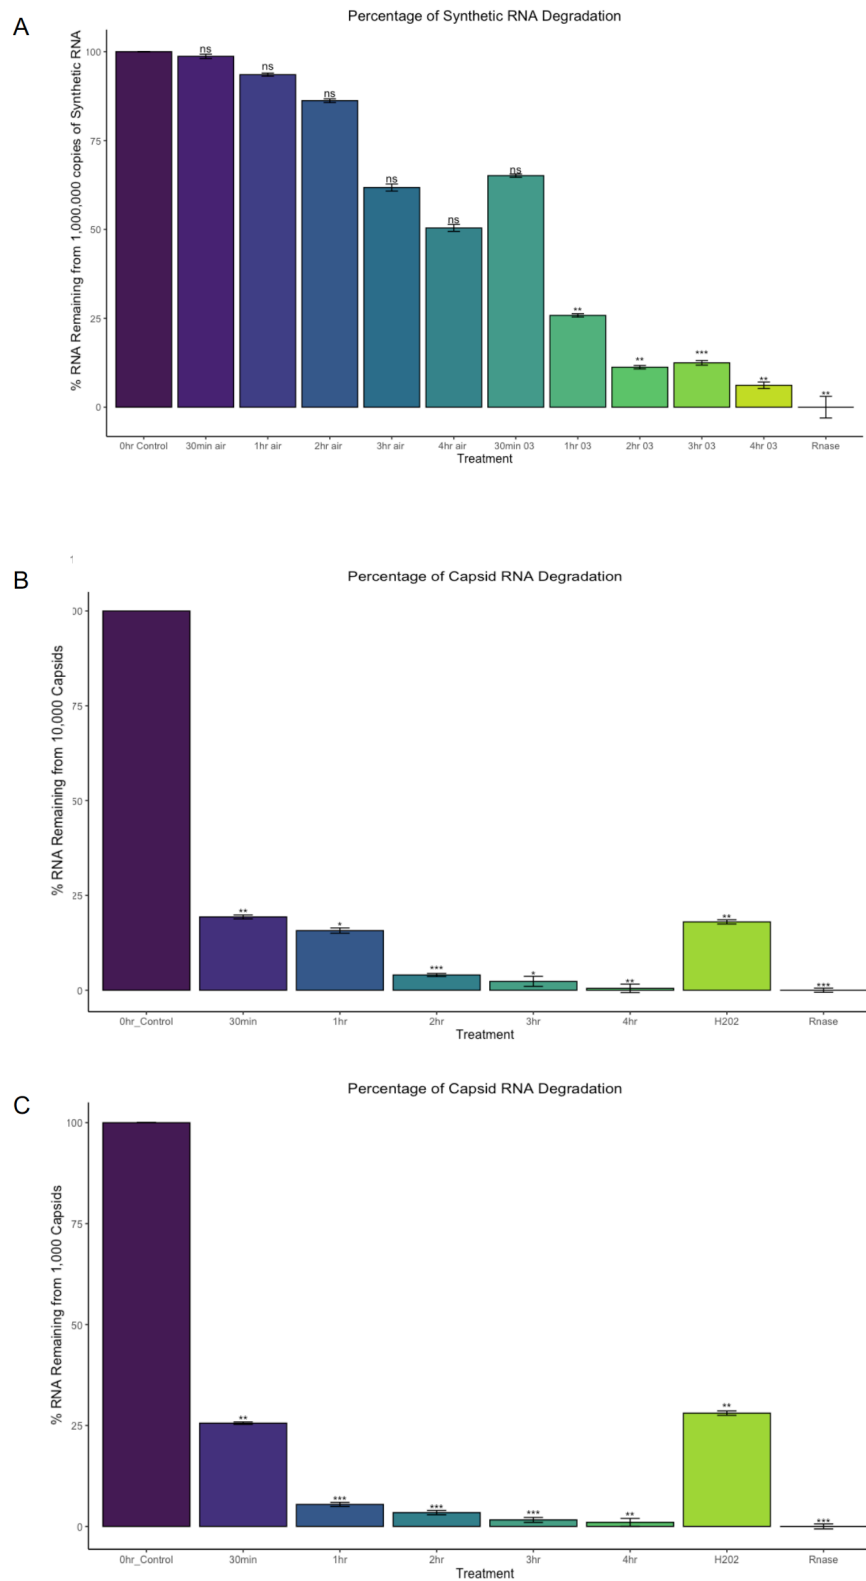 A
Percentage of Synthetic RNA Degradation
% RNA Remaining from 1,000,000 copies of Synthetic RNA
100
75
50
25
0
ns
ns
ns
ns
ns
ns
**
**
***
**
**
0hr Control 30min air 1hr air 2hr air 3hr air 4hr air 30min 03 1hr 03 2hr 03 3hr 03 4hr 03 Rnase
Treatment
B
Percentage of Capsid RNA Degradation
% RNA Remaining from 10,000 Capsids
00
75
50
25
0
**
*
***
*
**
**
***
0hr_Control 30min 1hr 2hr 3hr 4hr H202 Rnase
Treatment
C
Percentage of Capsid RNA Degradation
% RNA Remaining from 1,000 Capsids
100
75
50
25
0
**
***
***
***
**
**
***
0hr_Control 30min 1hr 2hr 3hr 4hr H202 Rnase
Treatment